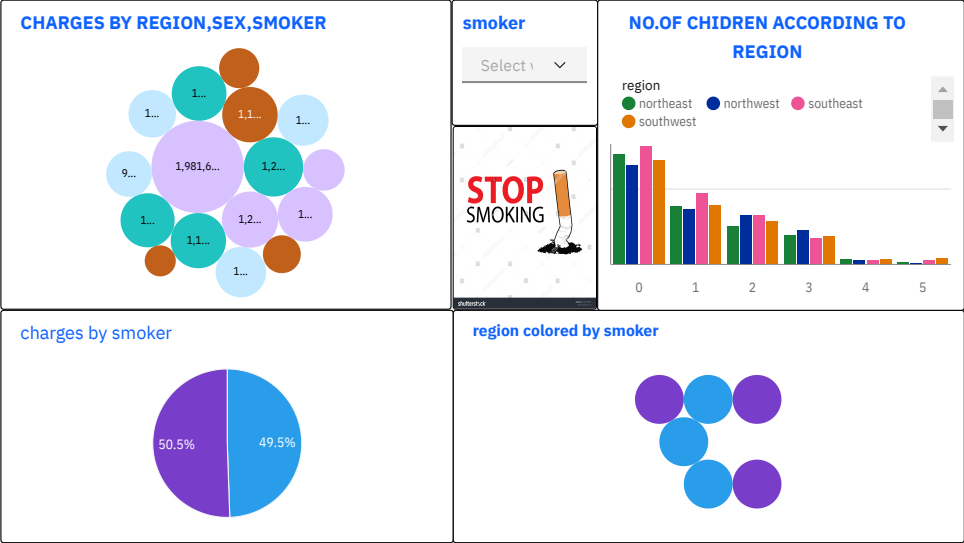 CHARGES BY REGION,SEX,SMOKER
1...
1,1...
1...
1...
1,981,6...
1,2...
9...
1...
1,2...
1...
1,1...
1...
smoker
Select
STOP
SMOKING
shutterstock
NO.OF CHIDREN ACCORDING TO
REGION
region
northeast northwest southeast
southwest
0 1 2 3 4 5
charges by smoker
50.5% 49.5%
region colored by smoker